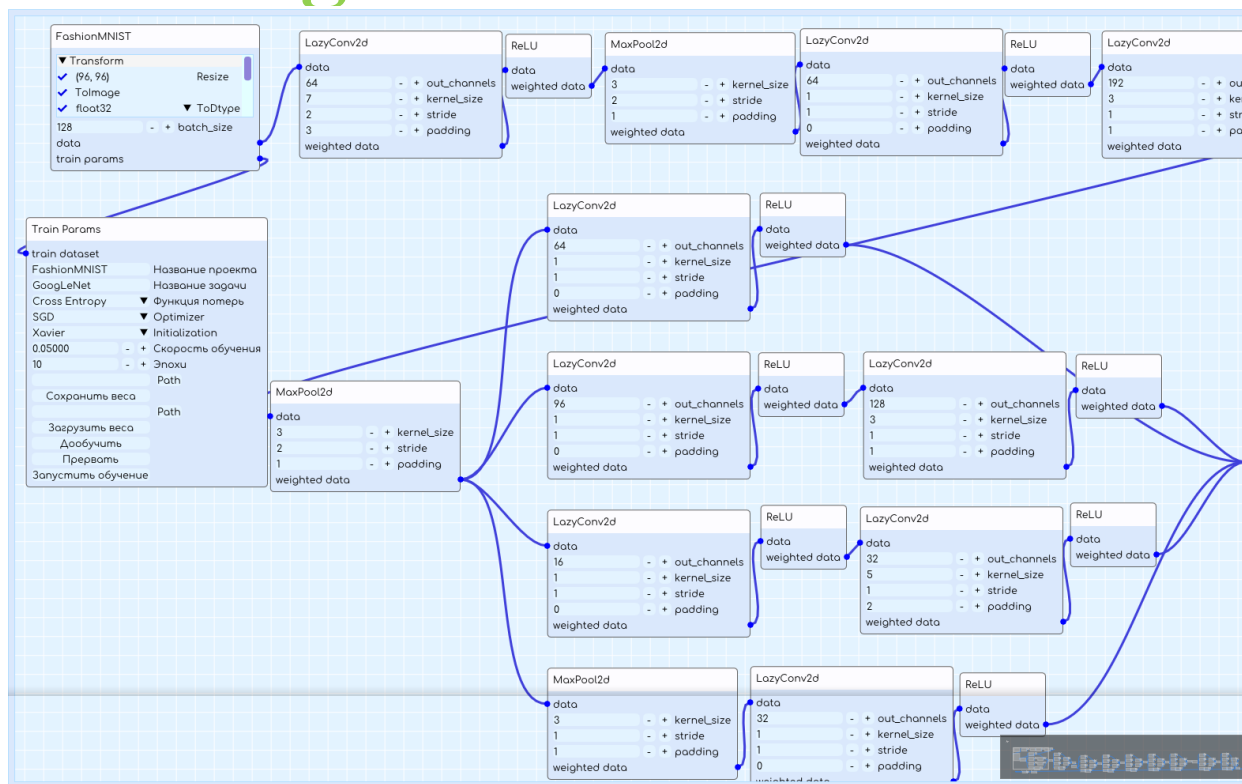 FashionMNIST
▼ Transform
✓ (96, 96) Resize
✓ ToImage
✓ float32 ▼ ToDtype
128 - + batch_size
data
train params
LazyConv2d
data
64 - + out_channels
7 - + kernel_size
2 - + stride
3 - + padding
weighted data
ReLU
data
weighted data
MaxPool2d
data
3 - + kernel_size
2 - + stride
1 - + padding
weighted data
LazyConv2d
data
64 - + out_channels
1 - + kernel_size
1 - + stride
0 - + padding
weighted data
ReLU
data
weighted data
LazyConv2d
data
192 - +
3 - +
1 - +
1 - +
weighted data
Train Params
train dataset
FashionMNIST Название проекта
GoogLeNet Название задачи
Cross Entropy ▼ Функция потерь
SGD ▼ Optimizer
Xavier ▼ Initialization
0.05000 - + Скорость обучения
10 - + Эпохи
Path
Сохранить веса
Path
Загрузить веса
Дообучить
Прервать
Запустить обучение
MaxPool2d
data
3 - + kernel_size
2 - + stride
1 - + padding
weighted data
LazyConv2d
data
64 - + out_channels
1 - + kernel_size
1 - + stride
0 - + padding
weighted data
ReLU
data
weighted data
LazyConv2d
data
96 - + out_channels
1 - + kernel_size
1 - + stride
0 - + padding
weighted data
ReLU
data
weighted data
LazyConv2d
data
128 - + out_channels
3 - + kernel_size
1 - + stride
1 - + padding
weighted data
ReLU
data
weighted data
LazyConv2d
data
16 - + out_channels
1 - + kernel_size
1 - + stride
0 - + padding
weighted data
ReLU
data
weighted data
LazyConv2d
data
32 - + out_channels
5 - + kernel_size
1 - + stride
2 - + padding
weighted data
ReLU
data
weighted data
MaxPool2d
data
3 - + kernel_size
1 - + stride
1 - + padding
weighted data
LazyConv2d
data
32 - + out_channels
1 - + kernel_size
1 - + stride
0 - + padding
weighted data
ReLU
data
weighted data